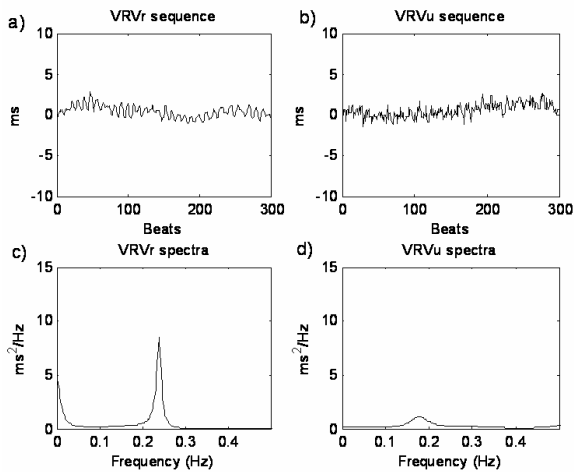 a) VRVr sequence
10
5
0
-5
-10
ms
0 100 200 300
Beats
b) VRVu sequence
10
5
0
-5
-10
ms
0 100 200 300
Beats
c) VRVr spectra
15
10
5
0
ms²/Hz
0 0.1 0.2 0.3 0.4
Frequency (Hz)
d) VRVu spectra
15
10
5
0
ms²/Hz
0 0.1 0.2 0.3 0.4
Frequency (Hz)